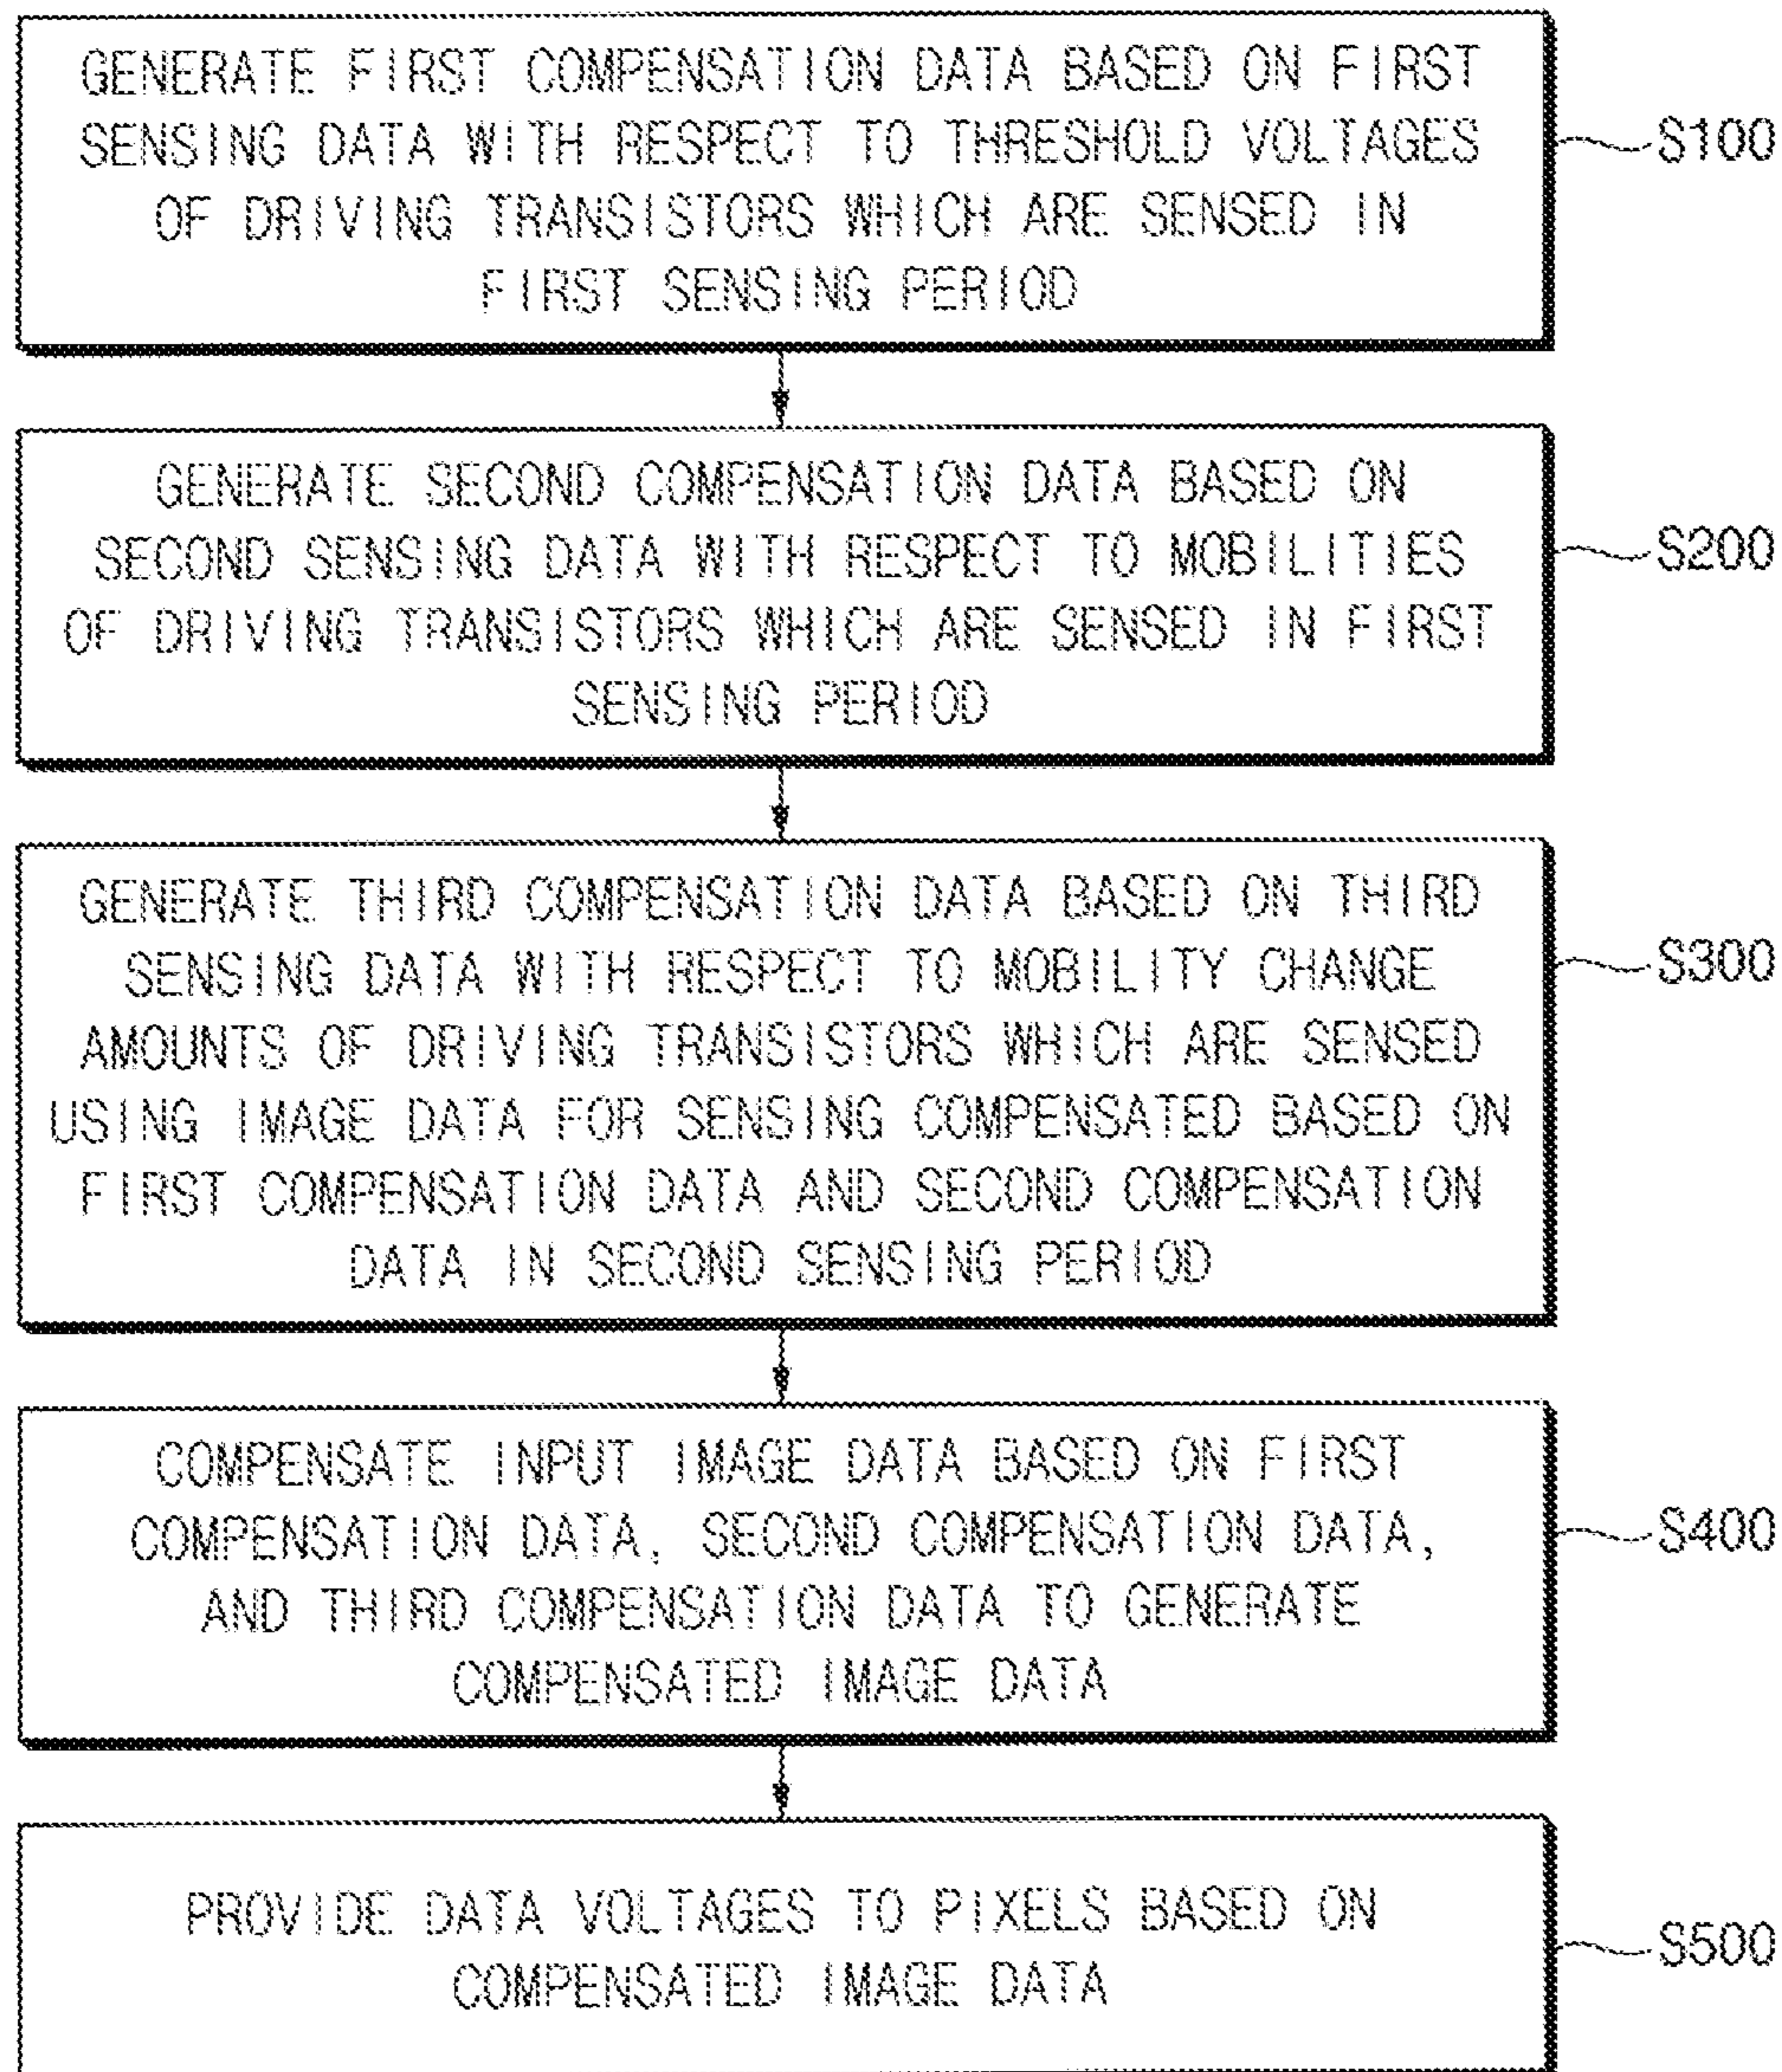 GENERATE FIRST COMPENSATION DATA BASED ON FIRST
SENSING DATA WITH RESPECT TO THRESHOLD VOLTAGES
OF DRIVING TRANSISTORS WHICH ARE SENSED IN
FIRST SENSING PERIOD
S100
GENERATE SECOND COMPENSATION DATA BASED ON
SECOND SENSING DATA WITH RESPECT TO MOBILITIES
OF DRIVING TRANSISTORS WHICH ARE SENSED IN FIRST
SENSING PERIOD
S200
GENERATE THIRD COMPENSATION DATA BASED ON THIRD
SENSING DATA WITH RESPECT TO MOBILITY CHANGE
AMOUNTS OF DRIVING TRANSISTORS WHICH ARE SENSED
USING IMAGE DATA FOR SENSING COMPENSATED BASED ON
FIRST COMPENSATION DATA AND SECOND COMPENSATION
DATA IN SECOND SENSING PERIOD
S300
COMPENSATE INPUT IMAGE DATA BASED ON FIRST
COMPENSATION DATA, SECOND COMPENSATION DATA,
AND THIRD COMPENSATION DATA TO GENERATE
COMPENSATED IMAGE DATA
S400
PROVIDE DATA VOLTAGES TO PIXELS BASED ON
COMPENSATED IMAGE DATA
S500